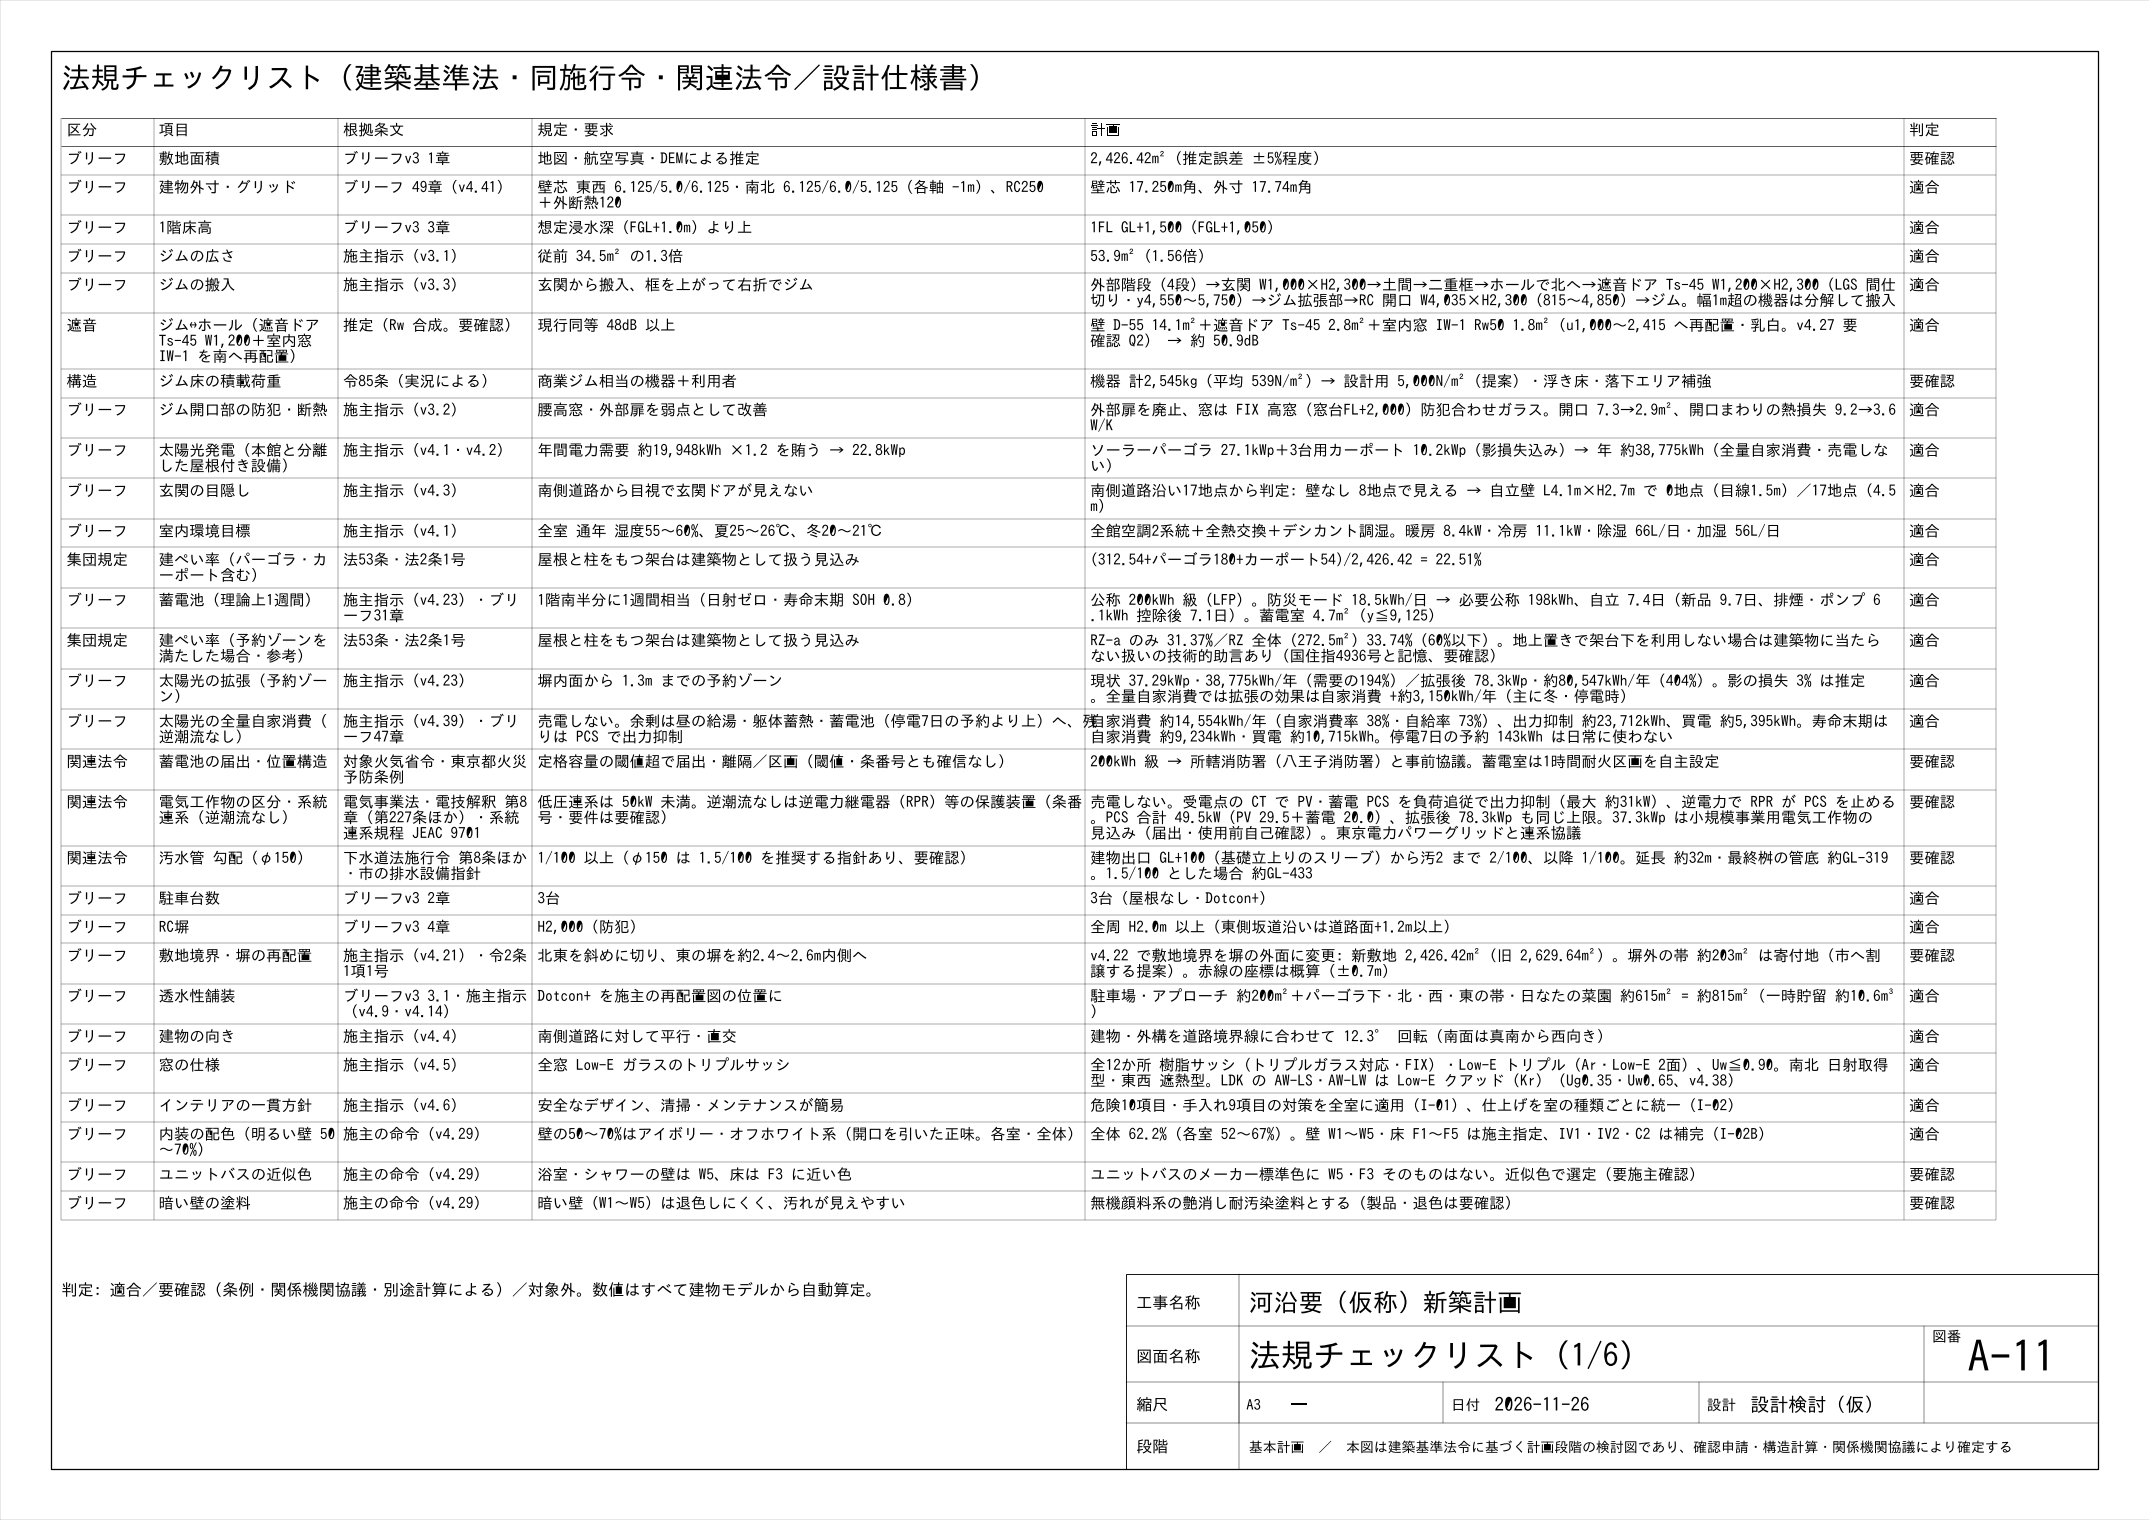 法規チェックリスト（建築基準法・同施行令・関連法令／設計仕様書）
区分 項目 根拠条文 規定・要求 計画 判定
ブリーフ 敷地面積 ブリーフv3 1章 地図・航空写真・DEMによる推定 2,426.42m²（推定誤差 ±5%程度） 要確認
ブリーフ 建物外寸・グリッド ブリーフ 49章（v4.41） 壁芯 東西 6.125/5.0/6.125・南北 6.125/6.0/5.125（各軸 -1m）、RC250 壁芯 17.250m角、外寸 17.74m角 適合
＋外断熱120
ブリーフ 1階床高 ブリーフv3 3章 想定浸水深（FGL+1.0m）より上 1FL GL+1,500（FGL+1,050） 適合
ブリーフ ジムの広さ 施主指示（v3.1） 従前 34.5m² の1.3倍 53.9m²（1.56倍） 適合
ブリーフ ジムの搬入 施主指示（v3.3） 玄関から搬入、框を上がって右折でジム 外部階段（4段）→玄関 W1,000×H2,300→土間→二重框→ホールで北へ→遮音ドア Ts-45 W1,200×H2,300（LGS 間仕 適合
切り・y4,550～5,750）→ジム拡張部→RC 開口 W4,035×H2,300（815～4,850）→ジム。幅1m超の機器は分解して搬入
遮音 ジム↔ホール（遮音ドア 推定（Rw 合成。要確認） 現行同等 48dB 以上 壁 D-55 14.1m²＋遮音ドア Ts-45 2.8m²＋室内窓 IW-1 Rw50 1.8m²（u1,000～2,415 へ再配置・乳白。v4.27 要 適合
Ts-45 W1,200＋室内窓 確認 Q2） → 約 50.9dB
IW-1 を南へ再配置）
構造 ジム床の積載荷重 令85条（実況による） 商業ジム相当の機器＋利用者 機器 計2,545kg（平均 539N/m²）→ 設計用 5,000N/m²（提案）・浮き床・落下エリア補強 要確認
ブリーフ ジム開口部の防犯・断熱 施主指示（v3.2） 腰高窓・外部扉を弱点として改善 外部扉を廃止、窓は FIX 高窓（窓台FL+2,000）防犯合わせガラス。開口 7.3→2.9m²、開口まわりの熱損失 9.2→3.6 適合
W/K
ブリーフ 太陽光発電（本館と分離 施主指示（v4.1・v4.2） 年間電力需要 約19,948kWh ×1.2 を賄う → 22.8kWp ソーラーパーゴラ 27.1kWp＋3台用カーポート 10.2kWp（影損失込み）→ 年 約38,775kWh（全量自家消費・売電しな 適合
した屋根付き設備） い）
ブリーフ 玄関の目隠し 施主指示（v4.3） 南側道路から目視で玄関ドアが見えない 南側道路沿い17地点から判定: 壁なし 8地点で見える → 自立壁 L4.1m×H2.7m で 0地点（目線1.5m）／17地点（4.5 適合
m）
ブリーフ 室内環境目標 施主指示（v4.1） 全室 通年 湿度55～60%、夏25～26℃、冬20～21℃ 全館空調2系統＋全熱交換＋デシカント調湿。暖房 8.4kW・冷房 11.1kW・除湿 66L/日・加湿 56L/日 適合
集団規定 建ぺい率（パーゴラ・カ 法53条・法2条1号 屋根と柱をもつ架台は建築物として扱う見込み (312.54+パーゴラ180+カーポート54)/2,426.42 = 22.51% 適合
ーポート含む）
ブリーフ 蓄電池（理論上1週間） 施主指示（v4.23）・ブリ 1階南半分に1週間相当（日射ゼロ・寿命末期 SOH 0.8） 公称 200kWh 級（LFP）。防災モード 18.5kWh/日 → 必要公称 198kWh、自立 7.4日（新品 9.7日、排煙・ポンプ 6 適合
ーフ31章 .1kWh 控除後 7.1日）。蓄電室 4.7m²（y≦9,125）
集団規定 建ぺい率（予約ゾーンを 法53条・法2条1号 屋根と柱をもつ架台は建築物として扱う見込み RZ-a のみ 31.37%／RZ 全体（272.5m²）33.74%（60%以下）。地上置きで架台下を利用しない場合は建築物に当たら 適合
満たした場合・参考） ない扱いの技術的助言あり（国住指4936号と記憶、要確認）
ブリーフ 太陽光の拡張（予約ゾー 施主指示（v4.23） 塀内面から 1.3m までの予約ゾーン 現状 37.29kWp・38,775kWh/年（需要の194%）／拡張後 78.3kWp・約80,547kWh/年（404%）。影の損失 3% は推定 適合
ン） 。全量自家消費では拡張の効果は自家消費 +約3,150kWh/年（主に冬・停電時）
ブリーフ 太陽光の全量自家消費（ 施主指示（v4.39）・ブリ 売電しない。余剰は昼の給湯・躯体蓄熱・蓄電池（停電7日の予約より上）へ、残 自家消費 約14,554kWh/年（自家消費率 38%・自給率 73%）、出力抑制 約23,712kWh、買電 約5,395kWh。寿命末期は 適合
逆潮流なし） ーフ47章 りは PCS で出力抑制 自家消費 約9,234kWh・買電 約10,715kWh。停電7日の予約 143kWh は日常に使わない
関連法令 蓄電池の届出・位置構造 対象火気省令・東京都火災 定格容量の閾値超で届出・離隔／区画（閾値・条番号とも確信なし） 200kWh 級 → 所轄消防署（八王子消防署）と事前協議。蓄電室は1時間耐火区画を自主設定 要確認
予防条例
関連法令 電気工作物の区分・系統 電気事業法・電技解釈 第8 低圧連系は 50kW 未満。逆潮流なしは逆電力継電器（RPR）等の保護装置（条番 売電しない。受電点の CT で PV・蓄電 PCS を負荷追従で出力抑制（最大 約31kW）、逆電力で RPR が PCS を止める 要確認
連系（逆潮流なし） 章（第227条ほか）・系統 号・要件は要確認） 。PCS 合計 49.5kW（PV 29.5＋蓄電 20.0）、拡張後 78.3kWp も同じ上限。37.3kWp は小規模事業用電気工作物の
連系規程 JEAC 9701 見込み（届出・使用前自己確認）。東京電力パワーグリッドと連系協議
関連法令 汚水管 勾配（φ150） 下水道法施行令 第8条ほか 1/100 以上（φ150 は 1.5/100 を推奨する指針あり、要確認） 建物出口 GL+100（基礎立上りのスリーブ）から汚2 まで 2/100、以降 1/100。延長 約32m・最終桝の管底 約GL-319 要確認
・市の排水設備指針 。1.5/100 とした場合 約GL-433
ブリーフ 駐車台数 ブリーフv3 2章 3台 3台（屋根なし・Dotcon+） 適合
ブリーフ RC塀 ブリーフv3 4章 H2,000（防犯） 全周 H2.0m 以上（東側坂道沿いは道路面+1.2m以上） 適合
ブリーフ 敷地境界・塀の再配置 施主指示（v4.21）・令2条 北東を斜めに切り、東の塀を約2.4～2.6m内側へ v4.22 で敷地境界を塀の外面に変更: 新敷地 2,426.42m²（旧 2,629.64m²）。塀外の帯 約203m² は寄付地（市へ割 要確認
1項1号 譲する提案）。赤線の座標は概算（±0.7m）
ブリーフ 透水性舗装 ブリーフv3 3.1・施主指示 Dotcon+ を施主の再配置図の位置に 駐車場・アプローチ 約200m²＋パーゴラ下・北・西・東の帯・日なたの菜園 約615m² = 約815m²（一時貯留 約10.6m³ 適合
（v4.9・v4.14） ）
ブリーフ 建物の向き 施主指示（v4.4） 南側道路に対して平行・直交 建物・外構を道路境界線に合わせて 12.3° 回転（南面は真南から西向き） 適合
ブリーフ 窓の仕様 施主指示（v4.5） 全窓 Low-E ガラスのトリプルサッシ 全12か所 樹脂サッシ（トリプルガラス対応・FIX）・Low-E トリプル（Ar・Low-E 2面）、Uw≦0.90。南北 日射取得 適合
型・東西 遮熱型。LDK の AW-LS・AW-LW は Low-E クアッド（Kr）（Ug0.35・Uw0.65、v4.38）
ブリーフ インテリアの一貫方針 施主指示（v4.6） 安全なデザイン、清掃・メンテナンスが簡易 危険10項目・手入れ9項目の対策を全室に適用（I-01）、仕上げを室の種類ごとに統一（I-02） 適合
ブリーフ 内装の配色（明るい壁 50 施主の命令（v4.29） 壁の50～70%はアイボリー・オフホワイト系（開口を引いた正味。各室・全体） 全体 62.2%（各室 52～67%）。壁 W1～W5・床 F1～F5 は施主指定、IV1・IV2・C2 は補完（I-02B） 適合
～70%）
ブリーフ ユニットバスの近似色 施主の命令（v4.29） 浴室・シャワーの壁は W5、床は F3 に近い色 ユニットバスのメーカー標準色に W5・F3 そのものはない。近似色で選定（要施主確認） 要確認
ブリーフ 暗い壁の塗料 施主の命令（v4.29） 暗い壁（W1～W5）は退色しにくく、汚れが見えやすい 無機顔料系の艶消し耐汚染塗料とする（製品・退色は要確認） 要確認
判定: 適合／要確認（条例・関係機関協議・別途計算による）／対象外。数値はすべて建物モデルから自動算定。
工事名称 河沿要（仮称）新築計画
図面名称 法規チェックリスト（1/6） 図番 A-11
縮尺 A3 — 日付 2026-11-26 設計 設計検討（仮）
段階 基本計画 ／ 本図は建築基準法令に基づく計画段階の検討図であり、確認申請・構造計算・関係機関協議により確定する